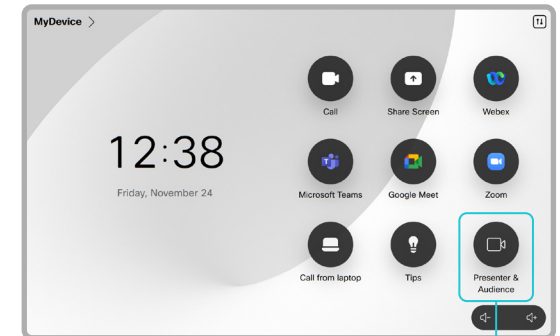 MyDevice
12:38
Friday, November 24
Call
Share Screen
Webex
Microsoft Teams
Google Meet
Zoom
Call from laptop
Tips
Presenter &
Audience